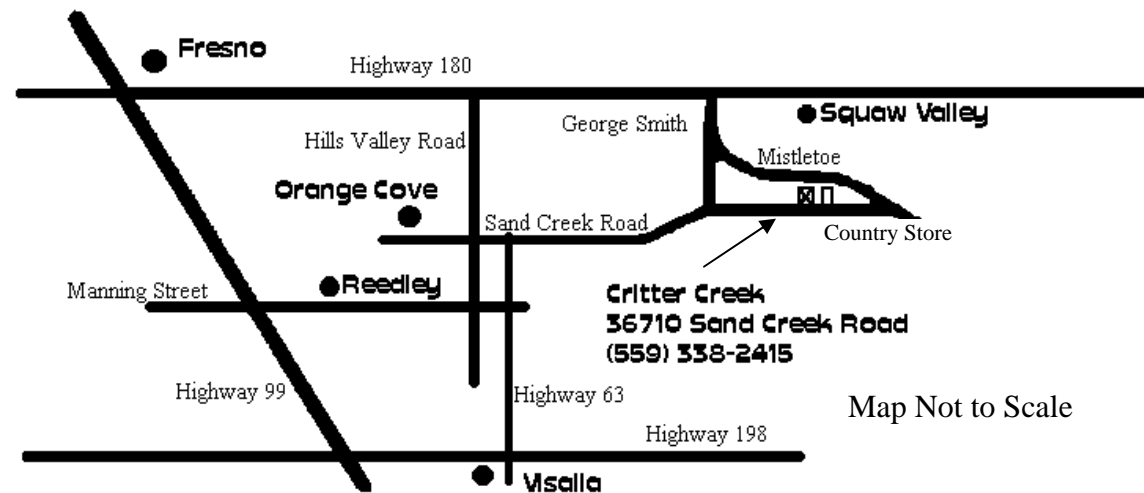 Fresno
Highway 180
Squaw Valley
George Smith
Hills Valley Road
Mistletoe
Orange Cove
Sand Creek Road
Country Store
Manning Street
Reedley
Critter Creek
36710 Sand Creek Road
(559) 338-2415
Highway 99
Highway 63
Map Not to Scale
Highway 198
Visalia